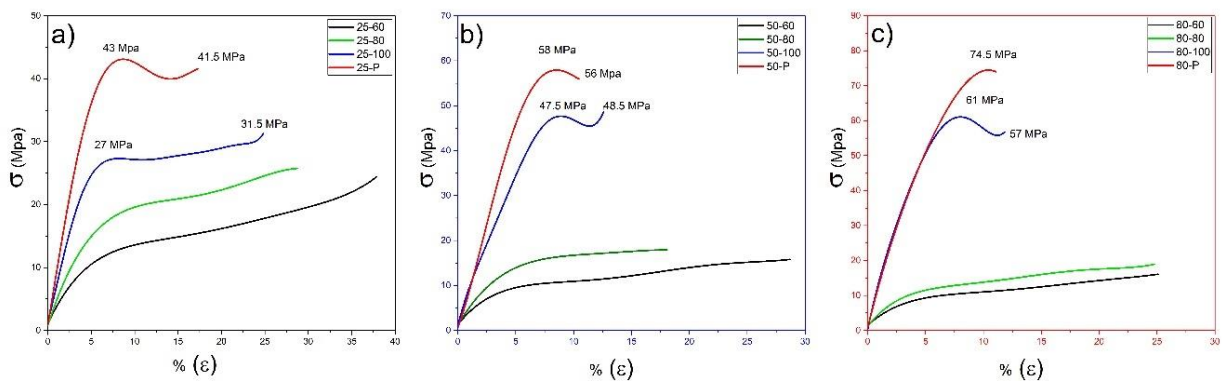 a)
25-60
25-80
25-100
25-P
43 Mpa
41.5 MPa
31.5 MPa
27 MPa
50
40
30
20
10
0
σ (Mpa)
0 5 10 15 20 25 30 35 40
% (ε)
b)
50-60
50-80
50-100
50-P
58 MPa
56 Mpa
47.5 MPa
48.5 MPa
70
60
50
40
30
20
10
0
σ (Mpa)
0 5 10 15 20 25 30
% (ε)
c)
80-60
80-80
80-100
80-P
74.5 MPa
61 MPa
57 MPa
90
80
70
60
50
40
30
20
10
0
σ (Mpa)
0 5 10 15 20 25 30
% (ε)